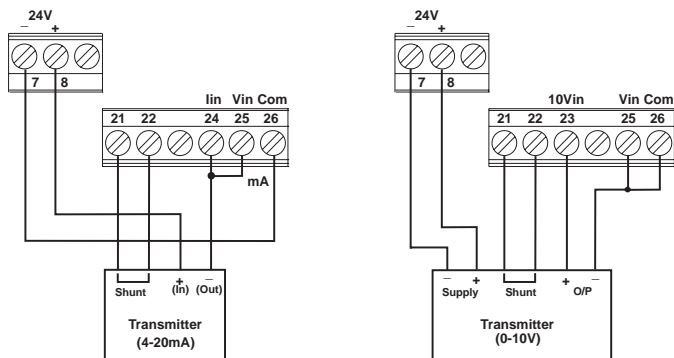 24V
– +
7 8
Iin Vin Com
21 22 24 25 26
mA
+ –
Shunt (In) (Out)
Transmitter
(4-20mA)
24V
– +
7 8
10Vin Vin Com
21 22 23 25 26
– + + –
Supply Shunt O/P
Transmitter
(0-10V)